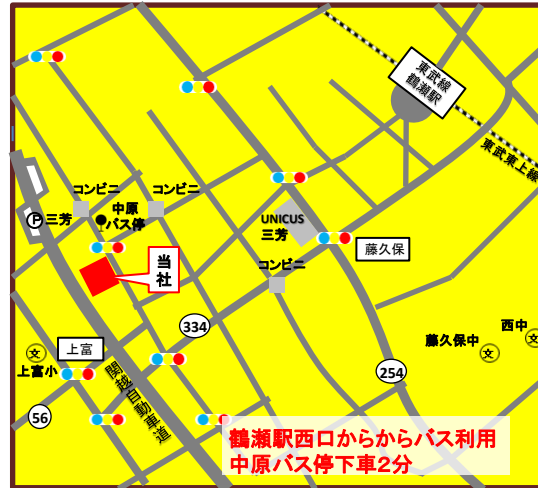 東武線
鶴瀬駅
東武東上線
コンビニ
コンビニ
中原
バス停
P
三芳
UNICUS
三芳
藤久保
当
社
コンビニ
334
上富
文
上富小
関越自動車道
254
藤久保中
文
西中
文
56
鶴瀬駅西口からからバス利用
中原バス停下車2分